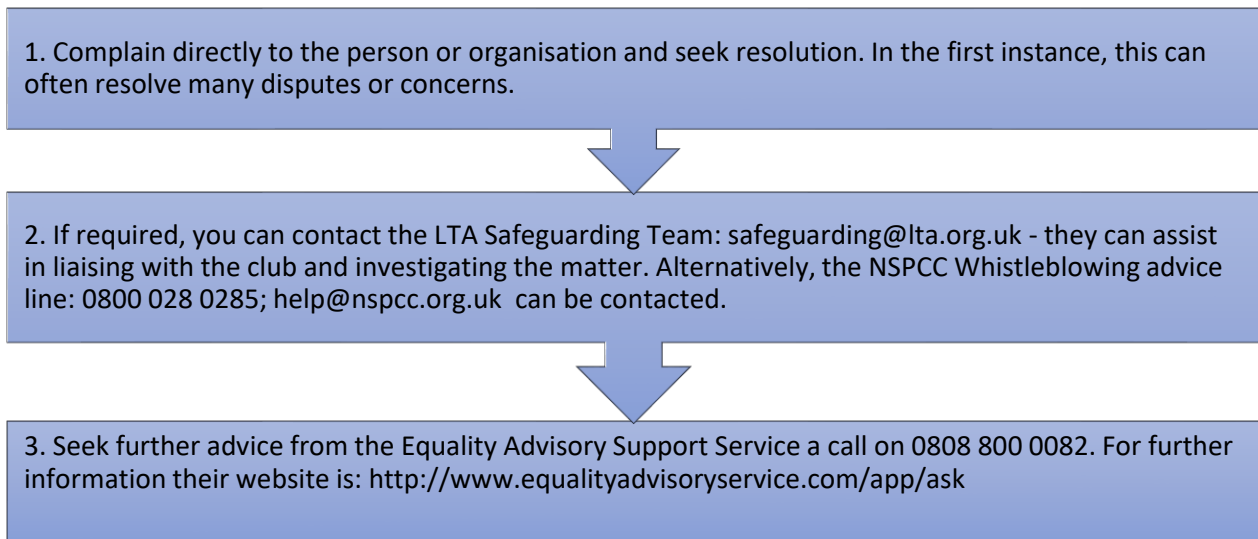 1. Complain directly to the person or organisation and seek resolution. In the first instance, this can
often resolve many disputes or concerns.
2. If required, you can contact the LTA Safeguarding Team: safeguarding@lta.org.uk - they can assist
in liaising with the club and investigating the matter. Alternatively, the NSPCC Whistleblowing advice
line: 0800 028 0285; help@nspcc.org.uk  can be contacted.
3. Seek further advice from the Equality Advisory Support Service a call on 0808 800 0082. For further
information their website is: http://www.equalityadvisoryservice.com/app/ask